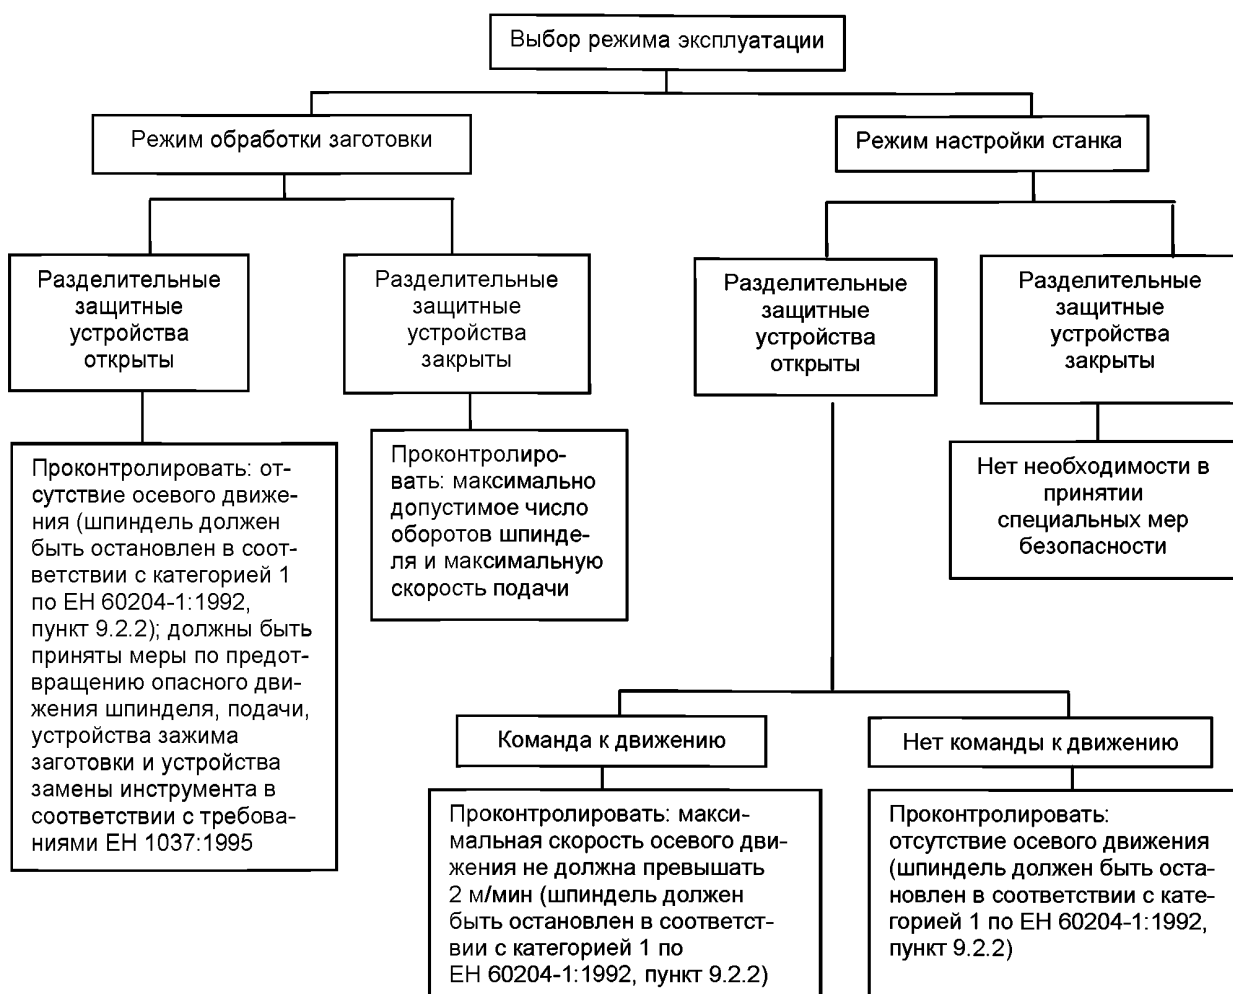 Выбор режима эксплуатации
Режим обработки заготовки
Режим настройки станка
Разделительные
защитные
устройства
открыты
Разделительные
защитные
устройства
закрыты
Разделительные
защитные
устройства
открыты
Разделительные
защитные
устройства
закрыты
Проконтролировать: от-
сутствие осевого движе-
ния (шпиндель должен
быть остановлен в соот-
ветствии с категорией 1
по ЕН 60204-1:1992,
пункт 9.2.2); должны быть
приняты меры по предот-
вращению опасного дви-
жения шпинделя, подачи,
устройства зажима
заготовки и устройства
замены инструмента в
соответствии с требова-
ниями ЕН 1037:1995
Проконтролиро-
вать: максимально
допустимое число
оборотов шпинде-
ля и максимальную
скорость подачи
Нет необходимости в
принятии
специальных мер
безопасности
Команда к движению
Нет команды к движению
Проконтролировать: макси-
мальная скорость осевого дви-
жения не должна превышать
2 м/мин (шпиндель должен
быть остановлен в соответст-
вии с категорией 1 по
ЕН 60204-1:1992, пункт 9.2.2)
Проконтролировать:
отсутствие осевого движения
(шпиндель должен быть оста-
новлен в соответствии с кате-
горией 1 по ЕН 60204-1:1992,
пункт 9.2.2)